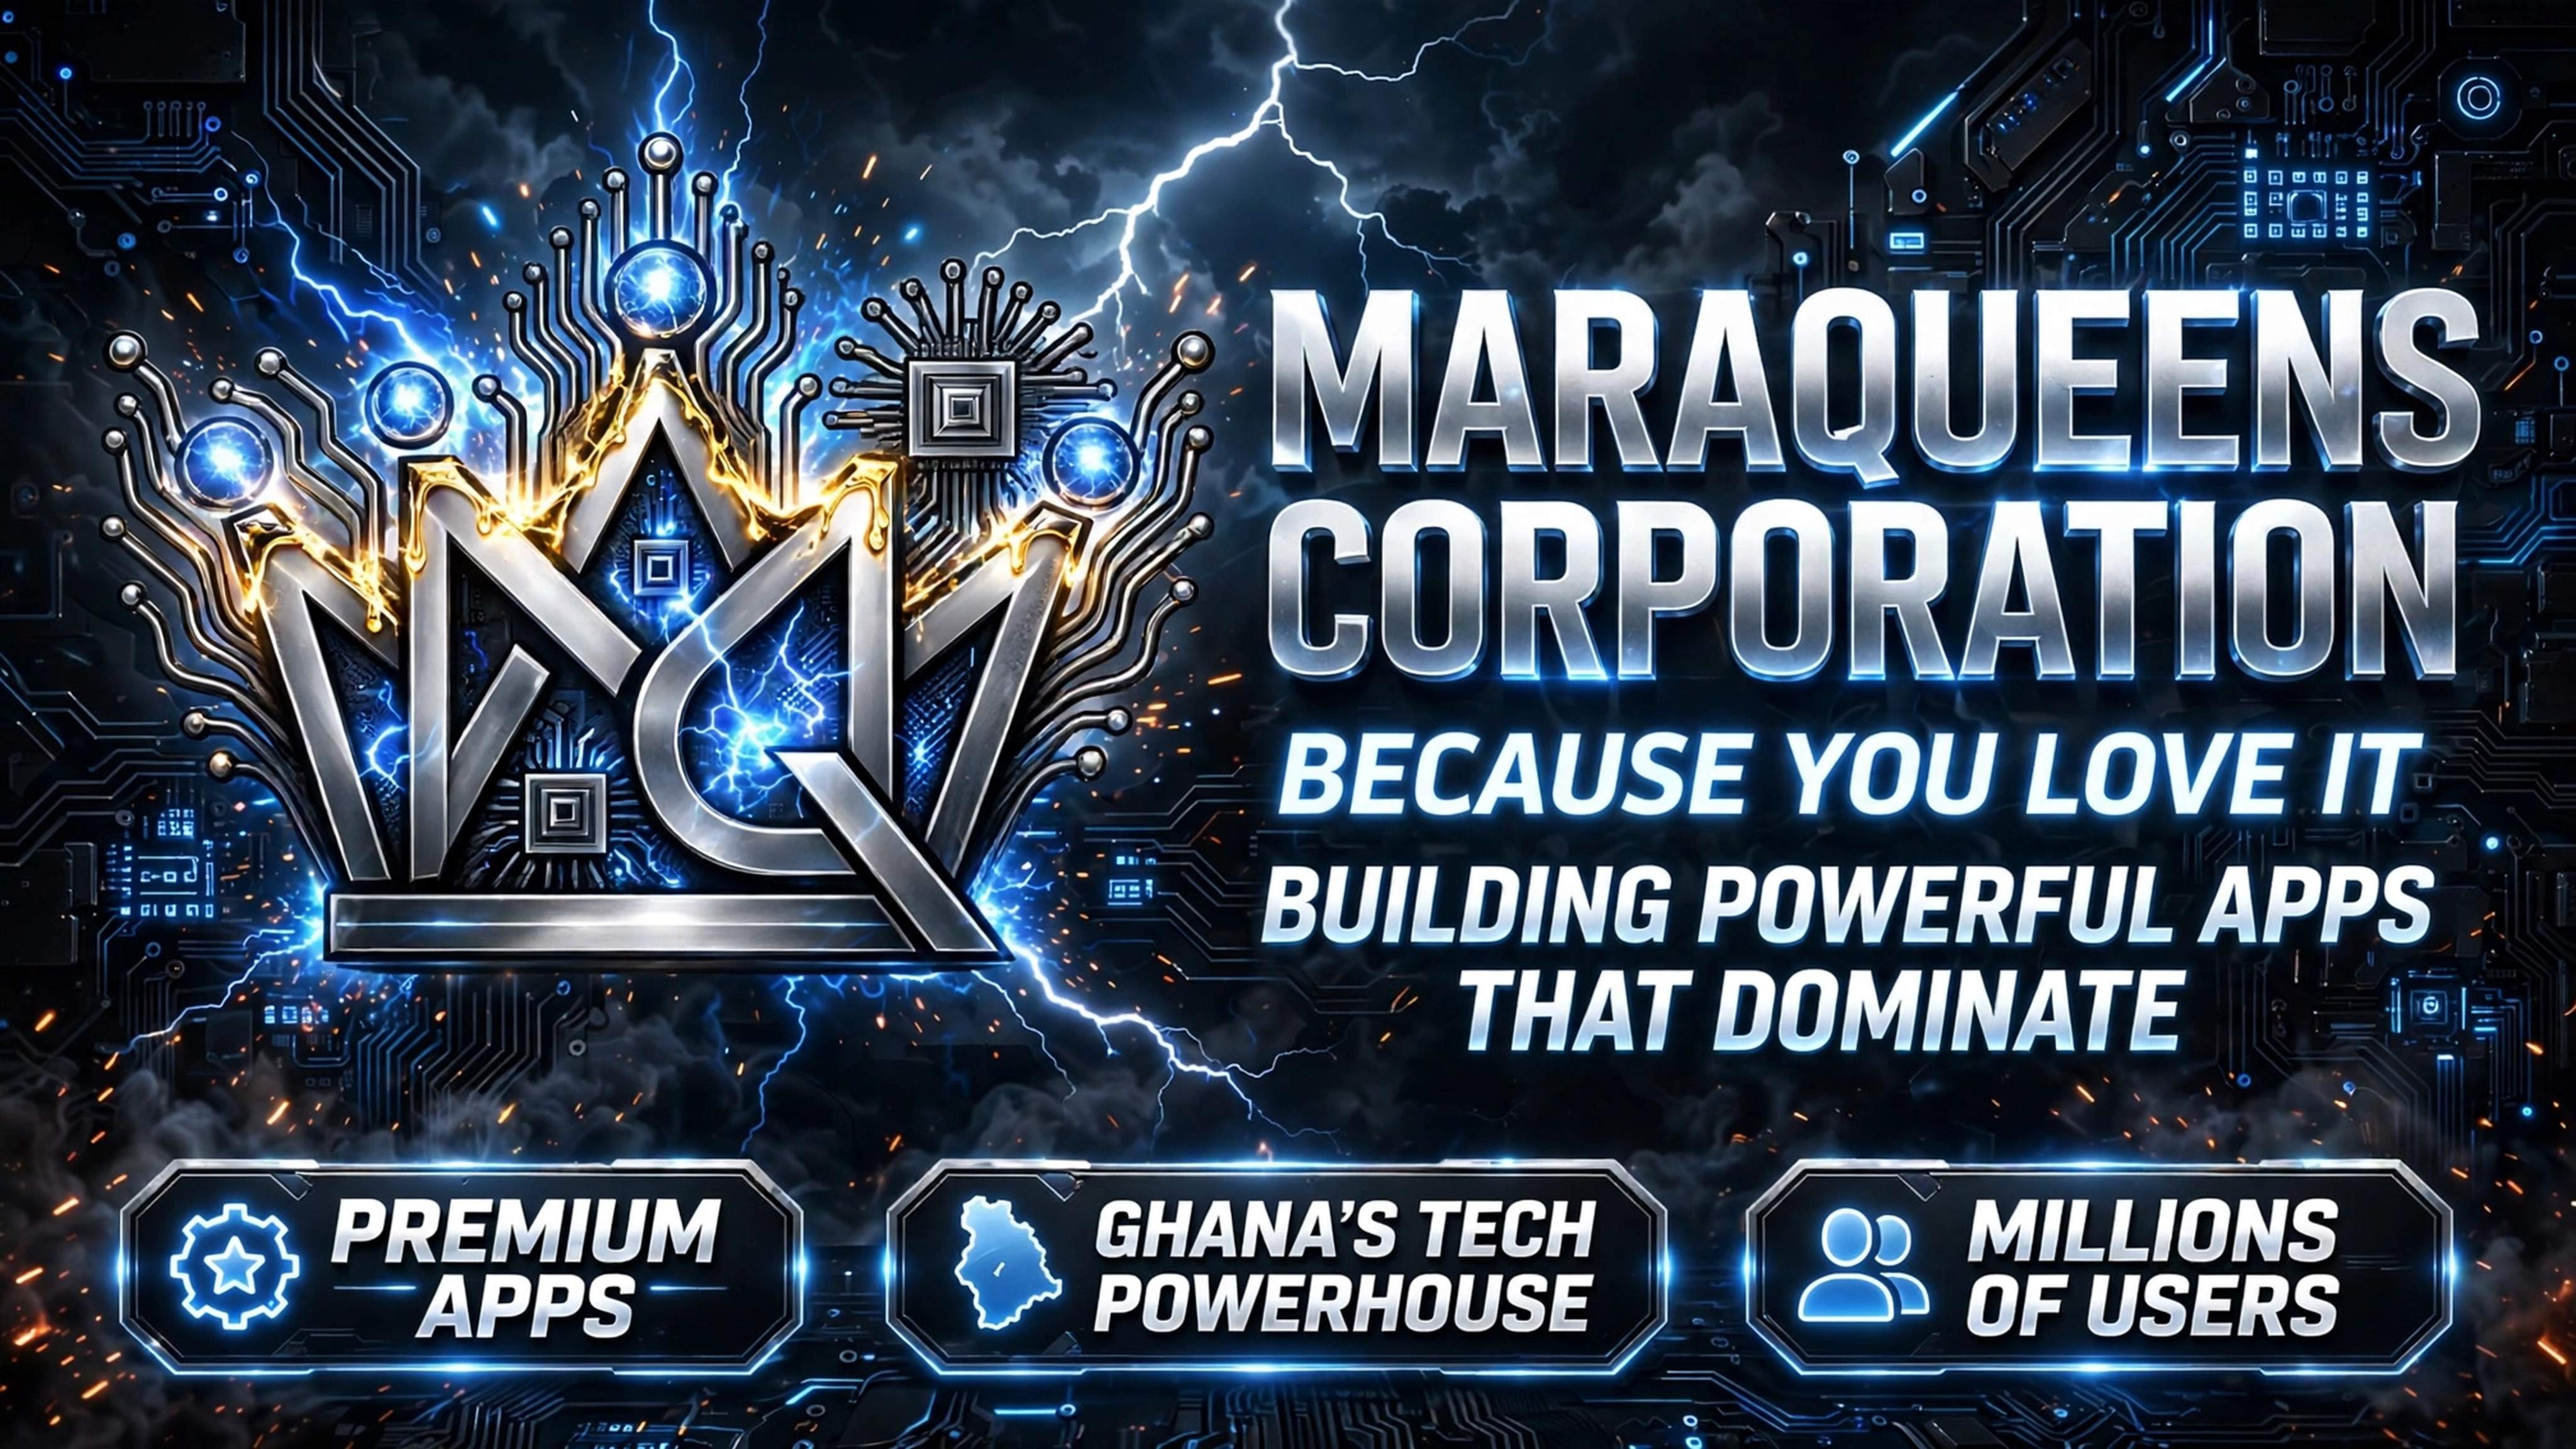 MARAQUEENS
CORPORATION
BECAUSE YOU LOVE IT
BUILDING POWERFUL APPS
THAT DOMINATE
PREMIUM
APPS
GHANA'S TECH
POWERHOUSE
MILLIONS
OF USERS